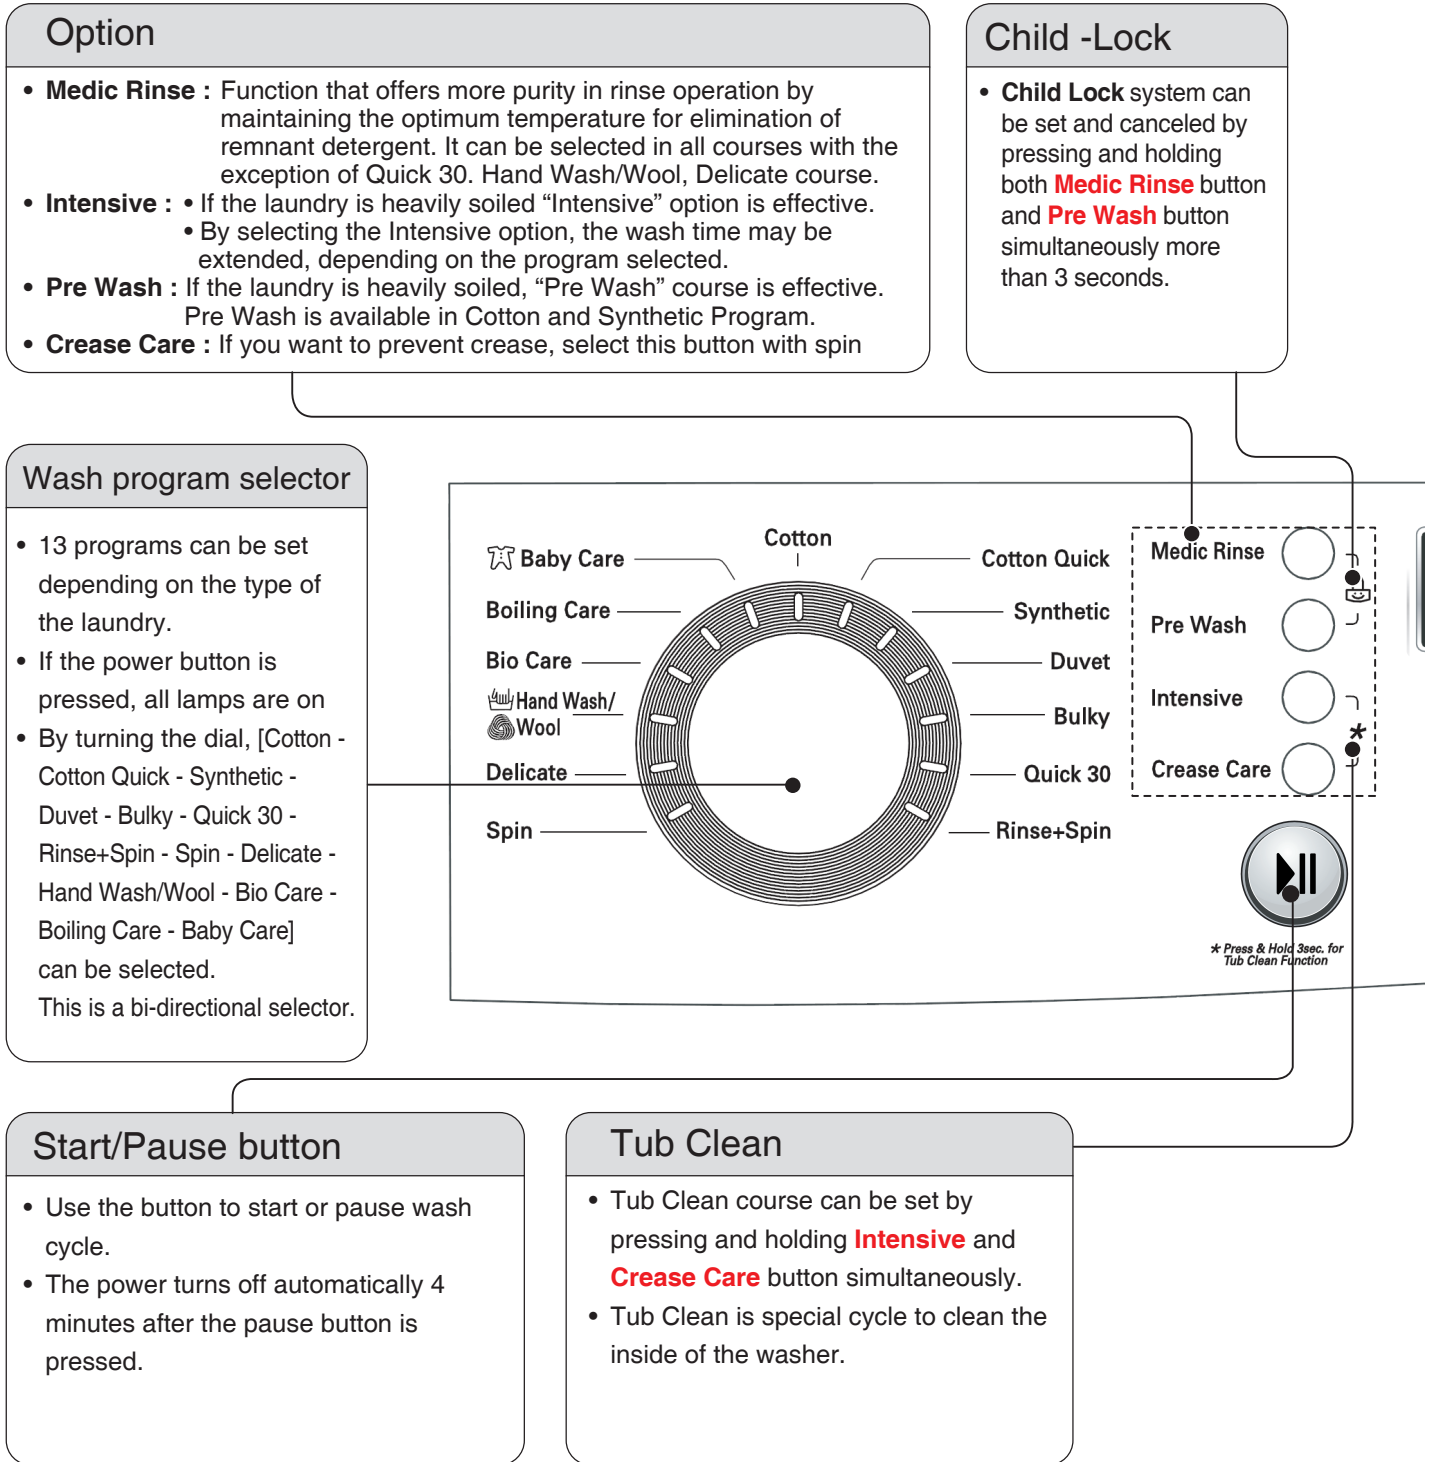 Option
• Medic Rinse : Function that offers more purity in rinse operation by
maintaining the optimum temperature for elimination of
remnant detergent. It can be selected in all courses with the
exception of Quick 30. Hand Wash/Wool, Delicate course.
• Intensive : • If the laundry is heavily soiled “Intensive” option is effective.
• By selecting the Intensive option, the wash time may be
extended, depending on the program selected.
• Pre Wash : If the laundry is heavily soiled, “Pre Wash” course is effective.
Pre Wash is available in Cotton and Synthetic Program.
• Crease Care : If you want to prevent crease, select this button with spin
Child -Lock
• Child Lock system can
be set and canceled by
pressing and holding
both Medic Rinse button
and Pre Wash button
simultaneously more
than 3 seconds.
Wash program selector
• 13 programs can be set
depending on the type of
the laundry.
• If the power button is
pressed, all lamps are on
• By turning the dial, [Cotton -
Cotton Quick - Synthetic -
Duvet - Bulky - Quick 30 -
Rinse+Spin - Spin - Delicate -
Hand Wash/Wool - Bio Care -
Boiling Care - Baby Care]
can be selected.
This is a bi-directional selector.
Cotton
Baby Care
Boiling Care
Bio Care
Hand Wash/
Wool
Delicate
Spin
Cotton Quick
Synthetic
Duvet
Bulky
Quick 30
Rinse+Spin
Medic Rinse
Pre Wash
Intensive
*
Crease Care
* Press & Hold 3sec. for
Tub Clean Function
Start/Pause button
• Use the button to start or pause wash
cycle.
• The power turns off automatically 4
minutes after the pause button is
pressed.
Tub Clean
• Tub Clean course can be set by
pressing and holding Intensive and
Crease Care button simultaneously.
• Tub Clean is special cycle to clean the
inside of the washer.